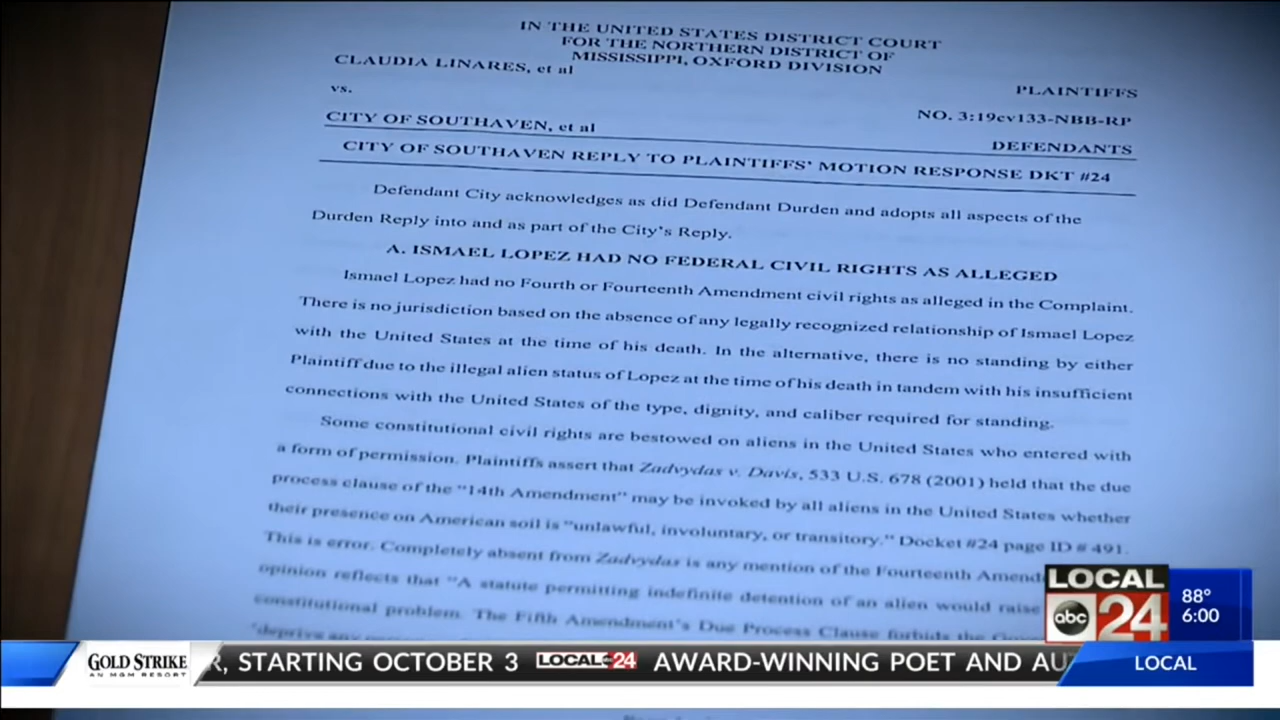 IN THE UNITED STATES DISTRICT COURT
FOR THE NORTHERN DISTRICT OF
MISSISSIPPI, OXFORD DIVISION
CLAUDIA LINARES, et al
PLAINTIFFS
vs.
NO. 3:19cv133-NBB-RP
CITY OF SOUTHAVEN, et al
DEFENDANTS
CITY OF SOUTHAVEN REPLY TO PLAINTIFFS' MOTION RESPONSE DKT #24
Defendant City acknowledges as did Defendant Durden and adopts all aspects of the
Durden Reply into and as part of the City's Reply.
A. ISMAEL LOPEZ HAD NO FEDERAL CIVIL RIGHTS AS ALLEGED
Ismael Lopez had no Fourth or Fourteenth Amendment civil rights as alleged in the Complaint.
There is no jurisdiction based on the absence of any legally recognized relationship of Ismael Lopez
with the United States at the time of his death. In the alternative, there is no standing by either
Plaintiff due to the illegal alien status of Lopez at the time of his death in tandem with his insufficient
connections with the United States of the type, dignity, and caliber required for standing.
Some constitutional civil rights are bestowed on aliens in the United States who entered with
a form of permission. Plaintiffs assert that Zadvydas v. Davis, 533 U.S. 678 (2001) held that the due
process clause of the "14th Amendment" may be invoked by all aliens in the United States whether
their presence on American soil is "unlawful, involuntary, or transitory." Docket #24 page ID # 491.
This is error. Completely absent from Zadvydas is any mention of the Fourteenth Amend
opinion reflects that "A statute permitting indefinite detention of an alien would raise
constitutional problem. The Fifth Amendment's Due Process Clause forbids the
'deprive any
LOCAL
abc 24
88°
6:00
GOLD STRIKE
AN MGM RESORT
R, STARTING OCTOBER 3 LOCAL 24 AWARD-WINNING POET AND AU
LOCAL